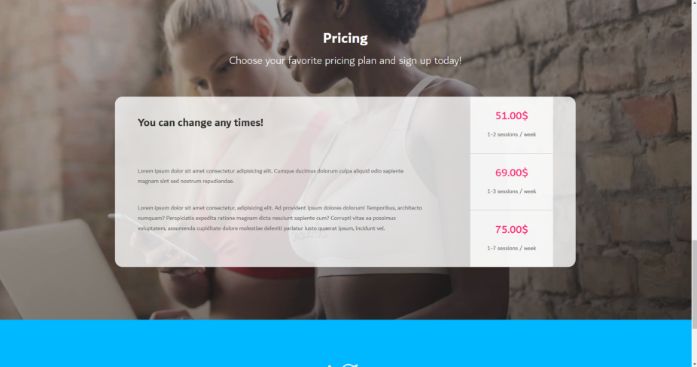 Pricing
Choose your favorite pricing plan and sign up today!
You can change any times!
51.00$
1-2 sessions / week
Lorem ipsum dolor sit amet consectetur adipisicing elit. Cumque ducimus dolorum culpa aliquid odio sapiente
magnam sint sed nostrum repudiandae.
69.00$
1-3 sessions / week
Lorem ipsum dolor sit amet consectetur, adipisicing elit. Ad provident ipsum dolores dolorum! Temporibus, architecto
numquam? Perspiciatis expedita ratione magnam dicta nesciunt sapiente cum? Corrupti vitae ea possimus
voluptatem, assumenda cupiditate dolore molestiae deleniti pariatur iusto quaerat ipsum, incidunt vel.
75.00$
1-7 sessions / week